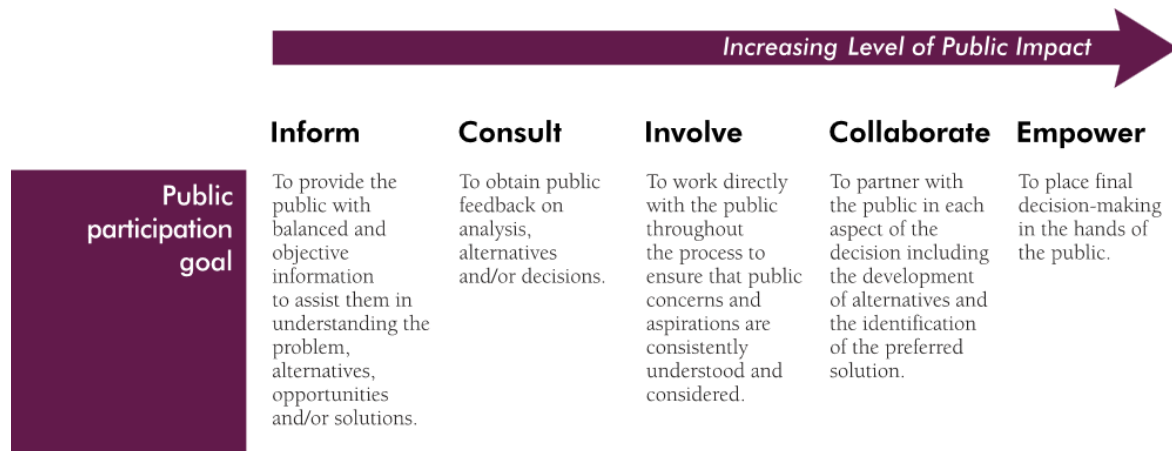 Increasing Level of Public Impact
Inform
Consult
Involve
Collaborate
Empower
Public
participation
goal
To provide the
public with
balanced and
objective
information
to assist them in
understanding the
problem,
alternatives,
opportunities
and/or solutions.
To obtain public
feedback on
analysis,
alternatives
and/or decisions.
To work directly
with the public
throughout
the process to
ensure that public
concerns and
aspirations are
consistently
understood and
considered.
To partner with
the public in each
aspect of the
decision including
the development
of alternatives and
the identification
of the preferred
solution.
To place final
decision-making
in the hands of
the public.